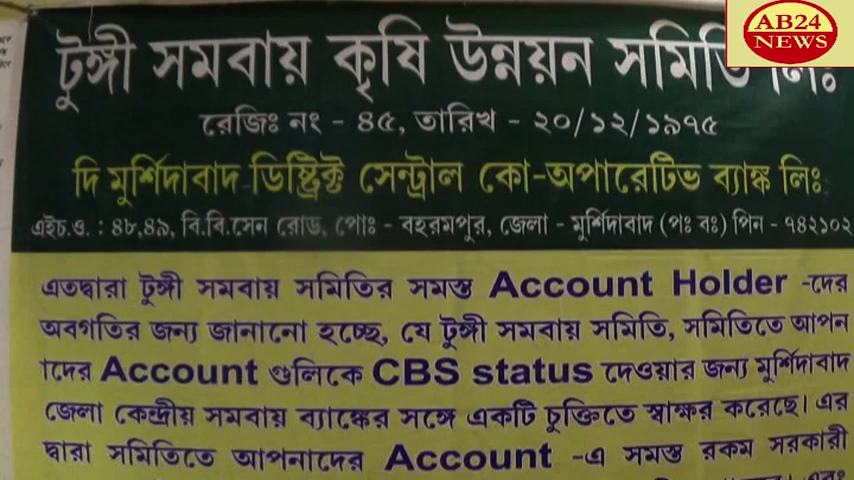 AB24
NEWS
টুঙ্গী সমবায় কৃষি উন্নয়ন সমিতি লিঃ
রেজিঃ নং - ৪৫, তারিখ - ২০/১২/১৯৭৫
দি মুর্শিদাবাদ ডিষ্ট্রিক্ট সেন্ট্রাল কো-অপারেটিভ ব্যাঙ্ক লিঃ
এইচ.ও. : ৪৮,৪৯, বি.বি.সেন রোড, পোঃ - বহরমপুর, জেলা - মুর্শিদাবাদ (পঃ বঃ) পিন - ৭৪২১০২
এতদ্বারা টুঙ্গী সমবায় সমিতির সমস্ত Account Holder -দের
অবগতির জন্য জানানো হচ্ছে, যে টুঙ্গী সমবায় সমিতি, সমিতিতে আপন
াদের Account গুলিকে CBS status দেওয়ার জন্য মুর্শিদাবাদ
জেলা কেন্দ্রীয় সমবায় ব্যাঙ্কের সঙ্গে একটি চুক্তিতে স্বাক্ষর করেছে। এর
দ্বারা সমিতিতে আপনাদের Account -এ সমস্ত রকম সরকারী